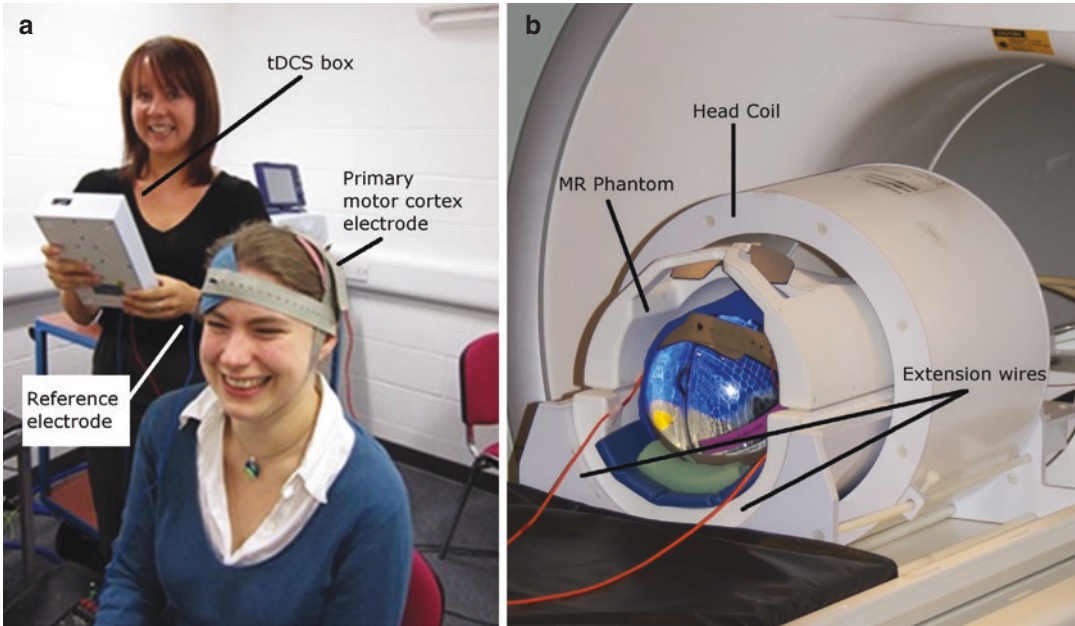 a
tDCS box
Primary
motor cortex
electrode
Reference
electrode
b
Head Coil
MR Phantom
Extension wires